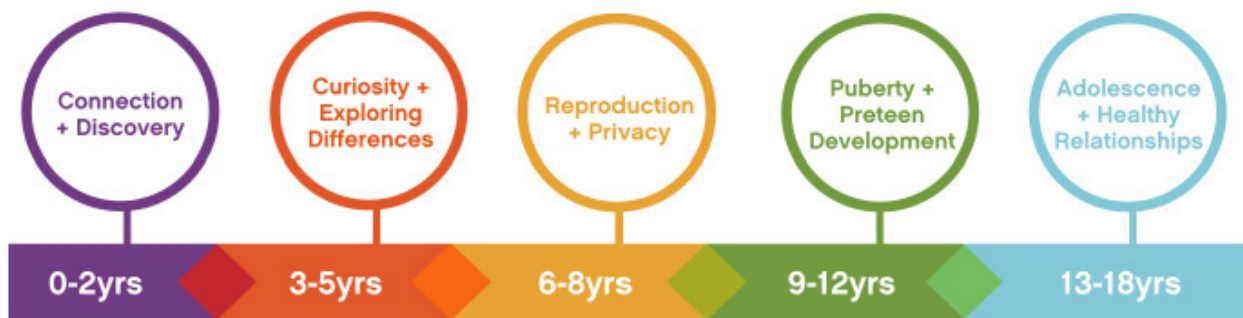 Connection
+ Discovery
Curiosity +
Exploring
Differences
Reproduction
+ Privacy
Puberty +
Preteen
Development
Adolescence
+ Healthy
Relationships
0-2yrs
3-5yrs
6-8yrs
9-12yrs
13-18yrs